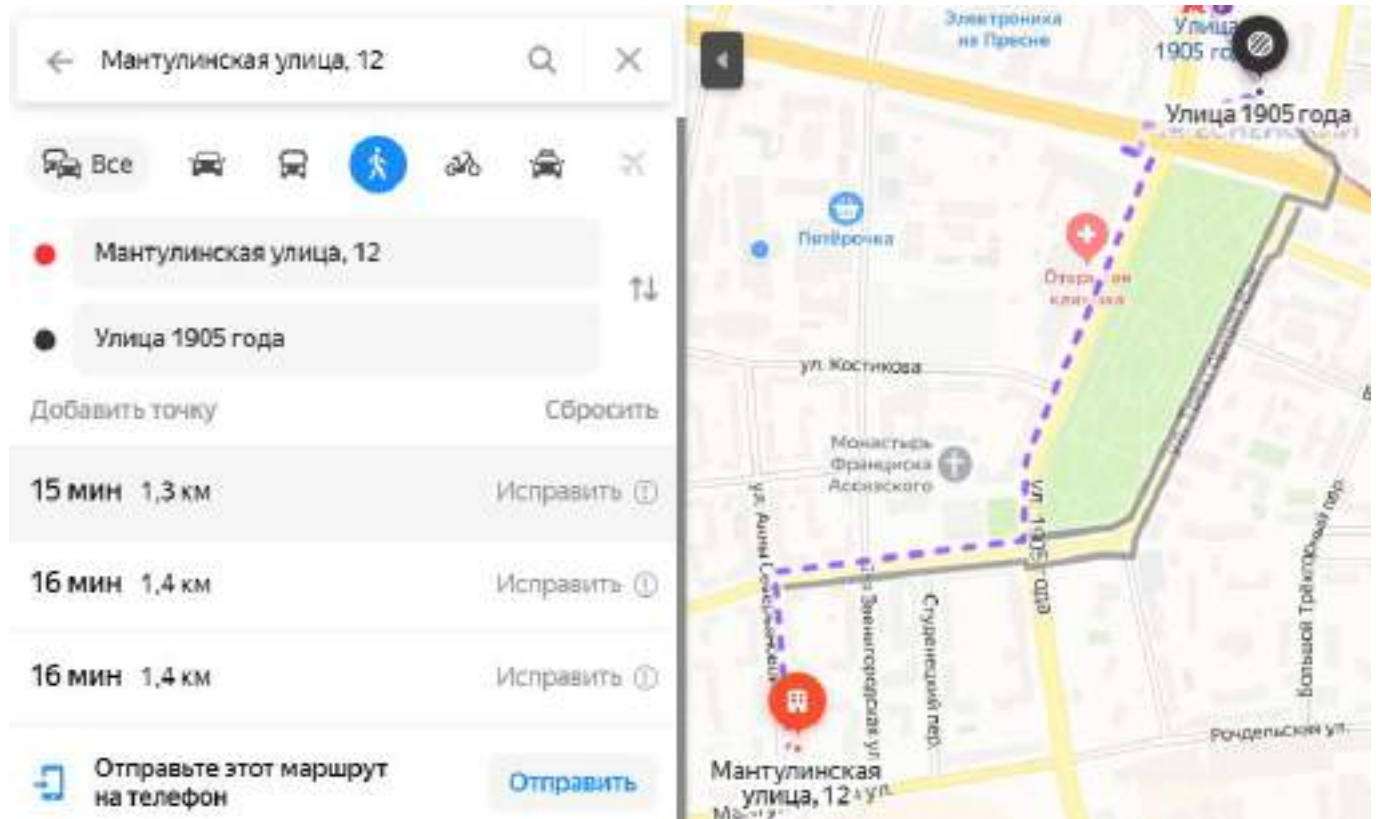 Мантулинская улица, 12
Все
Мантулинская улица, 12
Улица 1905 года
Добавить точку Сбросить
15 мин 1,3 км Исправить
16 мин 1,4 км Исправить
16 мин 1,4 км Исправить
Отправьте этот маршрут
на телефон
Отправить
Электроника
на Пресне
Улица
1905 го
Улица 1905 года
Пятёрочка
ул. Костикова
Монастырь
Франциска
Ассизского
ул. 1905 года
ул. Анны
Звенигородская ул
Студенецкий пер.
Большой Трёхгорный пер.
Рочдельская ул.
Мантулинская
улица, 12
ул.